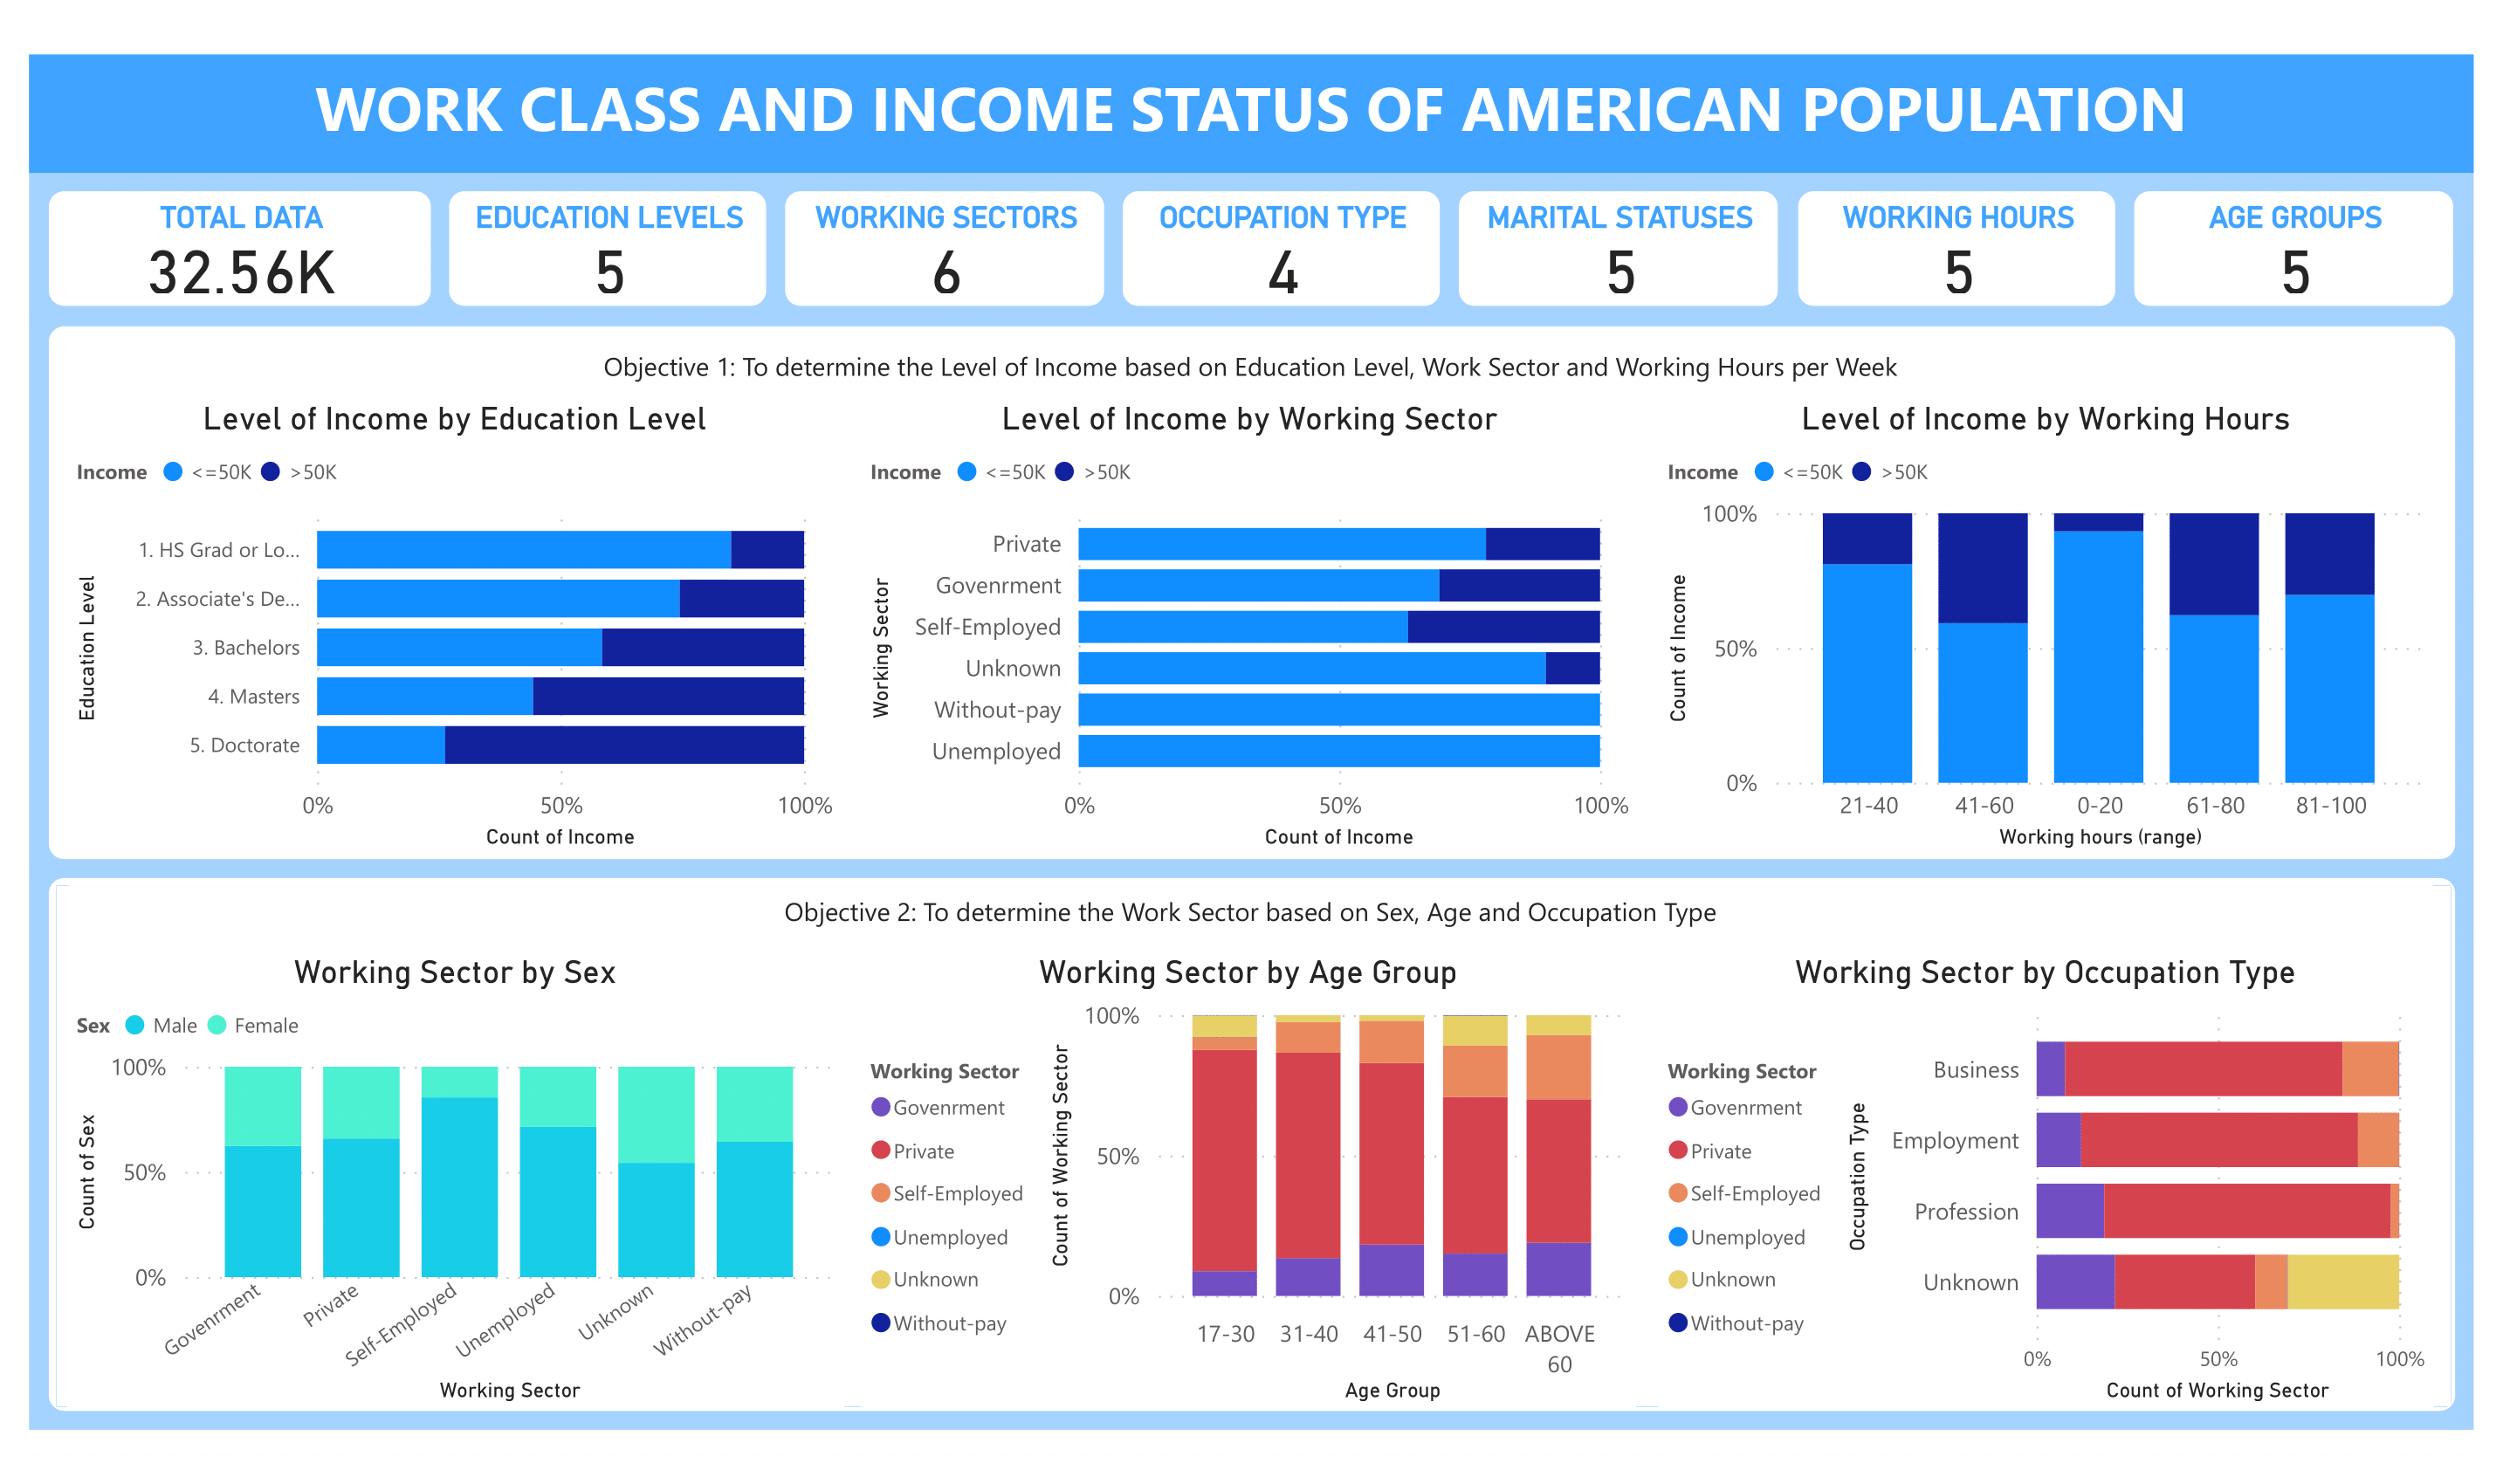 WORK CLASS AND INCOME STATUS OF AMERICAN POPULATION
TOTAL DATA
32.56K
EDUCATION LEVELS
5
WORKING SECTORS
6
OCCUPATION TYPE
4
MARITAL STATUSES
5
WORKING HOURS
5
AGE GROUPS
5
Objective 1: To determine the Level of Income based on Education Level, Work Sector and Working Hours per Week
Level of Income by Education Level
Income <=50K >50K
Education Level
1. HS Grad or Lo...
2. Associate's De...
3. Bachelors
4. Masters
5. Doctorate
0% 50% 100%
Count of Income
Level of Income by Working Sector
Income <=50K >50K
Working Sector
Private
Govenrment
Self-Employed
Unknown
Without-pay
Unemployed
0% 50% 100%
Count of Income
Level of Income by Working Hours
Income <=50K >50K
Count of Income
100%
50%
0%
21-40 41-60 0-20 61-80 81-100
Working hours (range)
Objective 2: To determine the Work Sector based on Sex, Age and Occupation Type
Working Sector by Sex
Sex Male Female
Count of Sex
100%
50%
0%
Govenrment Private Self-Employed Unemployed Unknown Without-pay
Working Sector
Working Sector by Age Group
Working Sector
Govenrment
Private
Self-Employed
Unemployed
Unknown
Without-pay
Count of Working Sector
100%
50%
0%
17-30 31-40 41-50 51-60 ABOVE
60
Age Group
Working Sector by Occupation Type
Working Sector
Govenrment
Private
Self-Employed
Unemployed
Unknown
Without-pay
Occupation Type
Business
Employment
Profession
Unknown
0% 50% 100%
Count of Working Sector